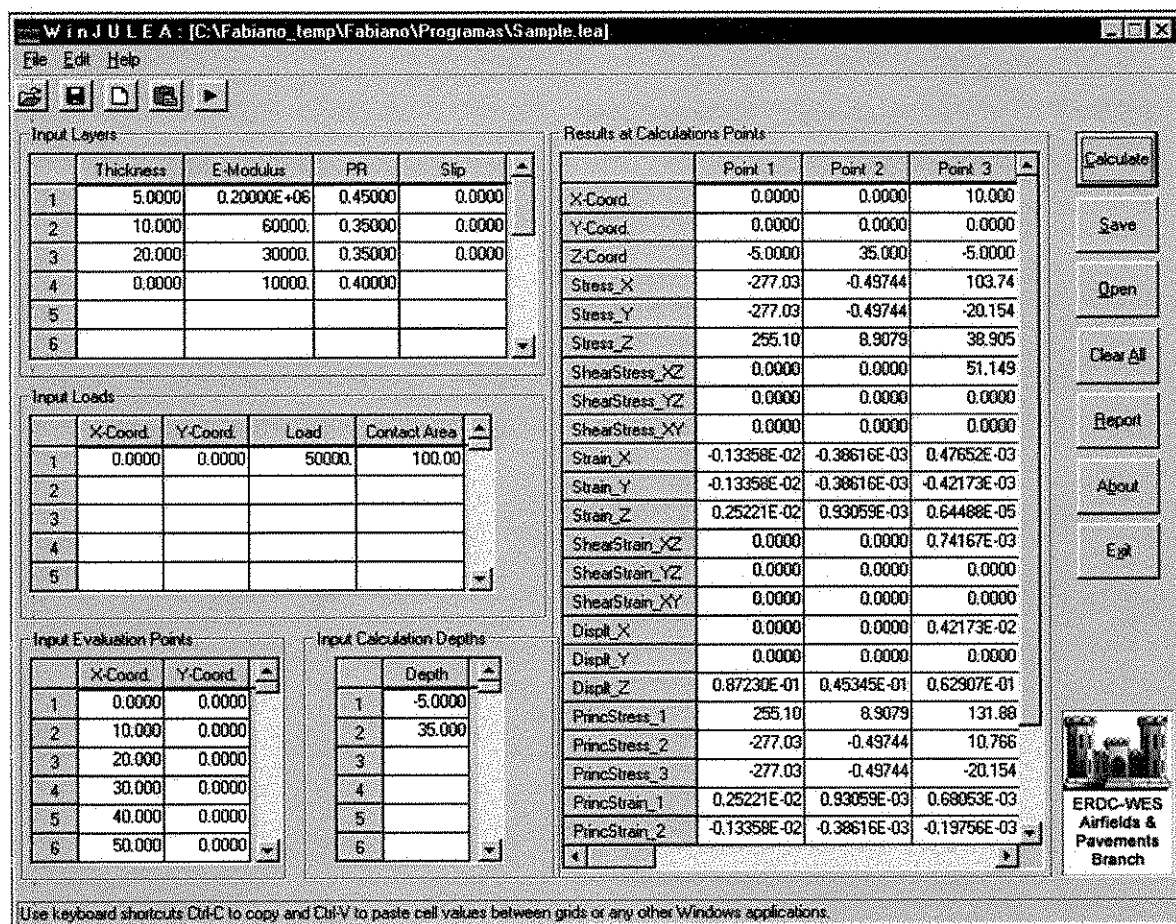 WinJULEA: [C:\Fabiano_temp\Fabiano\Programas\Sample.lea]
File Edit Help
Input Layers
Thickness E-Modulus PR Slip
1 5.0000 0.20000E+06 0.45000 0.0000
2 10.000 60000. 0.35000 0.0000
3 20.000 30000. 0.35000 0.0000
4 0.0000 10000. 0.40000
5
6
Input Loads
X-Coord. Y-Coord. Load Contact Area
1 0.0000 0.0000 50000. 100.00
2
3
4
5
Input Evaluation Points
X-Coord. Y-Coord.
1 0.0000 0.0000
2 10.000 0.0000
3 20.000 0.0000
4 30.000 0.0000
5 40.000 0.0000
6 50.000 0.0000
Input Calculation Depths
Depth
1 -5.0000
2 35.000
3
4
5
6
Results at Calculations Points
Point 1 Point 2 Point 3
X-Coord. 0.0000 0.0000 10.000
Y-Coord. 0.0000 0.0000 0.0000
Z-Coord -5.0000 35.000 -5.0000
Stress_X -277.03 -0.49744 103.74
Stress_Y -277.03 -0.49744 -20.154
Stress_Z 255.10 8.9079 38.905
ShearStress_XZ 0.0000 0.0000 51.149
ShearStress_YZ 0.0000 0.0000 0.0000
ShearStress_XY 0.0000 0.0000 0.0000
Strain_X -0.13358E-02 -0.38616E-03 0.47652E-03
Strain_Y -0.13358E-02 -0.38616E-03 -0.42173E-03
Strain_Z 0.25221E-02 0.93059E-03 0.64488E-05
ShearStrain_XZ 0.0000 0.0000 0.74167E-03
ShearStrain_YZ 0.0000 0.0000 0.0000
ShearStrain_XY 0.0000 0.0000 0.0000
Displt_X 0.0000 0.0000 0.42173E-02
Displt_Y 0.0000 0.0000 0.0000
Displt_Z 0.87230E-01 0.45345E-01 0.62907E-01
PrincStress_1 255.10 8.9079 131.88
PrincStress_2 -277.03 -0.49744 10.766
PrincStress_3 -277.03 -0.49744 -20.154
PrincStrain_1 0.25221E-02 0.93059E-03 0.68053E-03
PrincStrain_2 -0.13358E-02 -0.38616E-03 -0.19756E-03
Calculate
Save
Open
Clear All
Report
About
Exit
ERDC-WES
Airfields &
Pavements
Branch
Use keyboard shortcuts Ctrl-C to copy and Ctrl-V to paste cell values between grids or any other Windows applications.